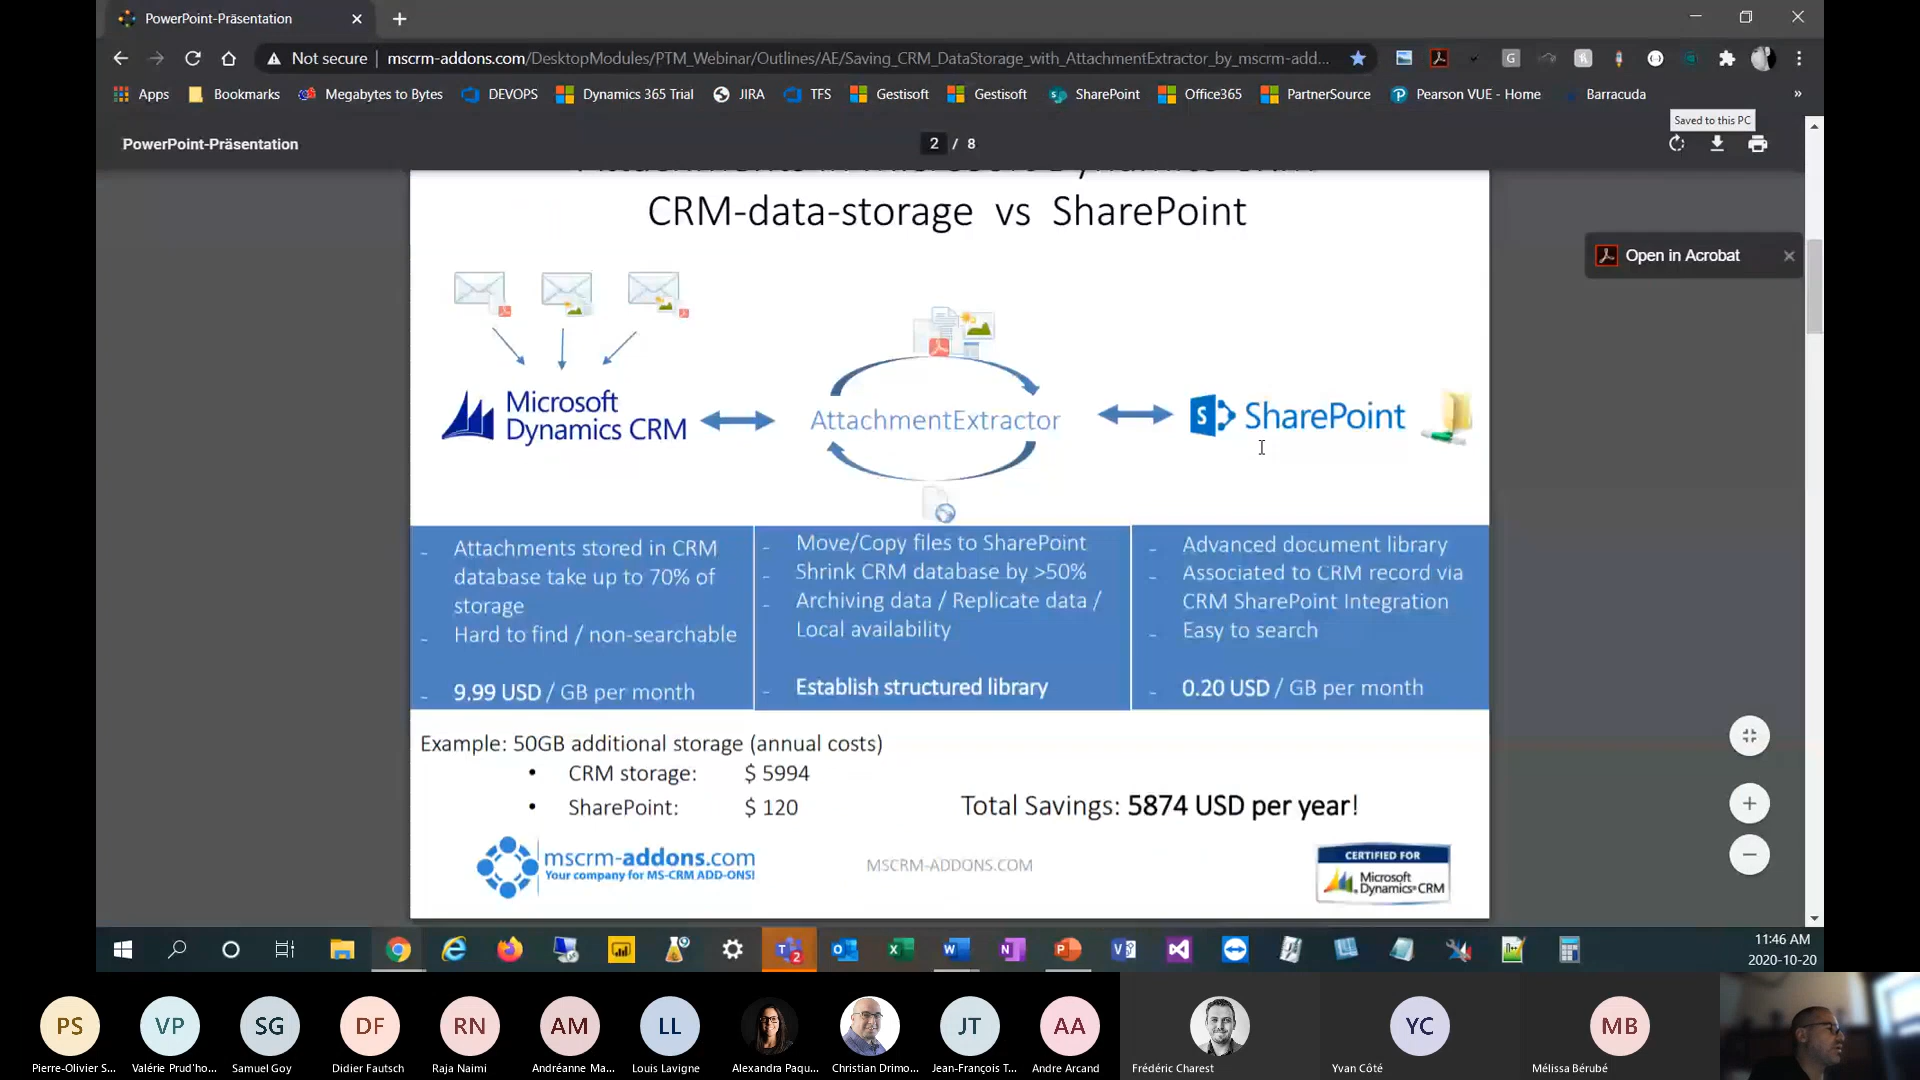 PowerPoint-Präsentation
Not secure | mscrm-addons.com/DesktopModules/PTM_Webinar/Outlines/AE/Saving_CRM_DataStorage_with_AttachmentExtractor_by_mscrm-add...
Apps Bookmarks Megabytes to Bytes DEVOPS Dynamics 365 Trial JIRA TFS Gestisoft Gestisoft SharePoint Office365 PartnerSource Pearson VUE - Home Barracuda »
Saved to this PC
PowerPoint-Präsentation 2 / 8
CRM-data-storage vs SharePoint
Open in Acrobat
Microsoft
Dynamics CRM
AttachmentExtractor
SharePoint
- Attachments stored in CRM
database take up to 70% of
storage
- Hard to find / non-searchable
- 9.99 USD / GB per month
- Move/Copy files to SharePoint
- Shrink CRM database by >50%
- Archiving data / Replicate data /
Local availability
- Establish structured library
- Advanced document library
- Associated to CRM record via
CRM SharePoint Integration
- Easy to search
- 0.20 USD / GB per month
Example: 50GB additional storage (annual costs)
• CRM storage: $ 5994
• SharePoint: $ 120
Total Savings: 5874 USD per year!
mscrm-addons.com
Your company for MS-CRM ADD-ONS!
MSCRM-ADDONS.COM
CERTIFIED FOR
Microsoft
Dynamics CRM
11:46 AM
2020-10-20
PS VP SG DF RN AM LL JT AA YC MB
Pierre-Olivier S... Valérie Prud'ho... Samuel Goy Didier Fautsch Raja Naimi Andréanne Ma... Louis Lavigne Alexandra Paqu... Christian Drimo... Jean-François T... Andre Arcand Frédéric Charest Yvan Côté Mélissa Bérubé